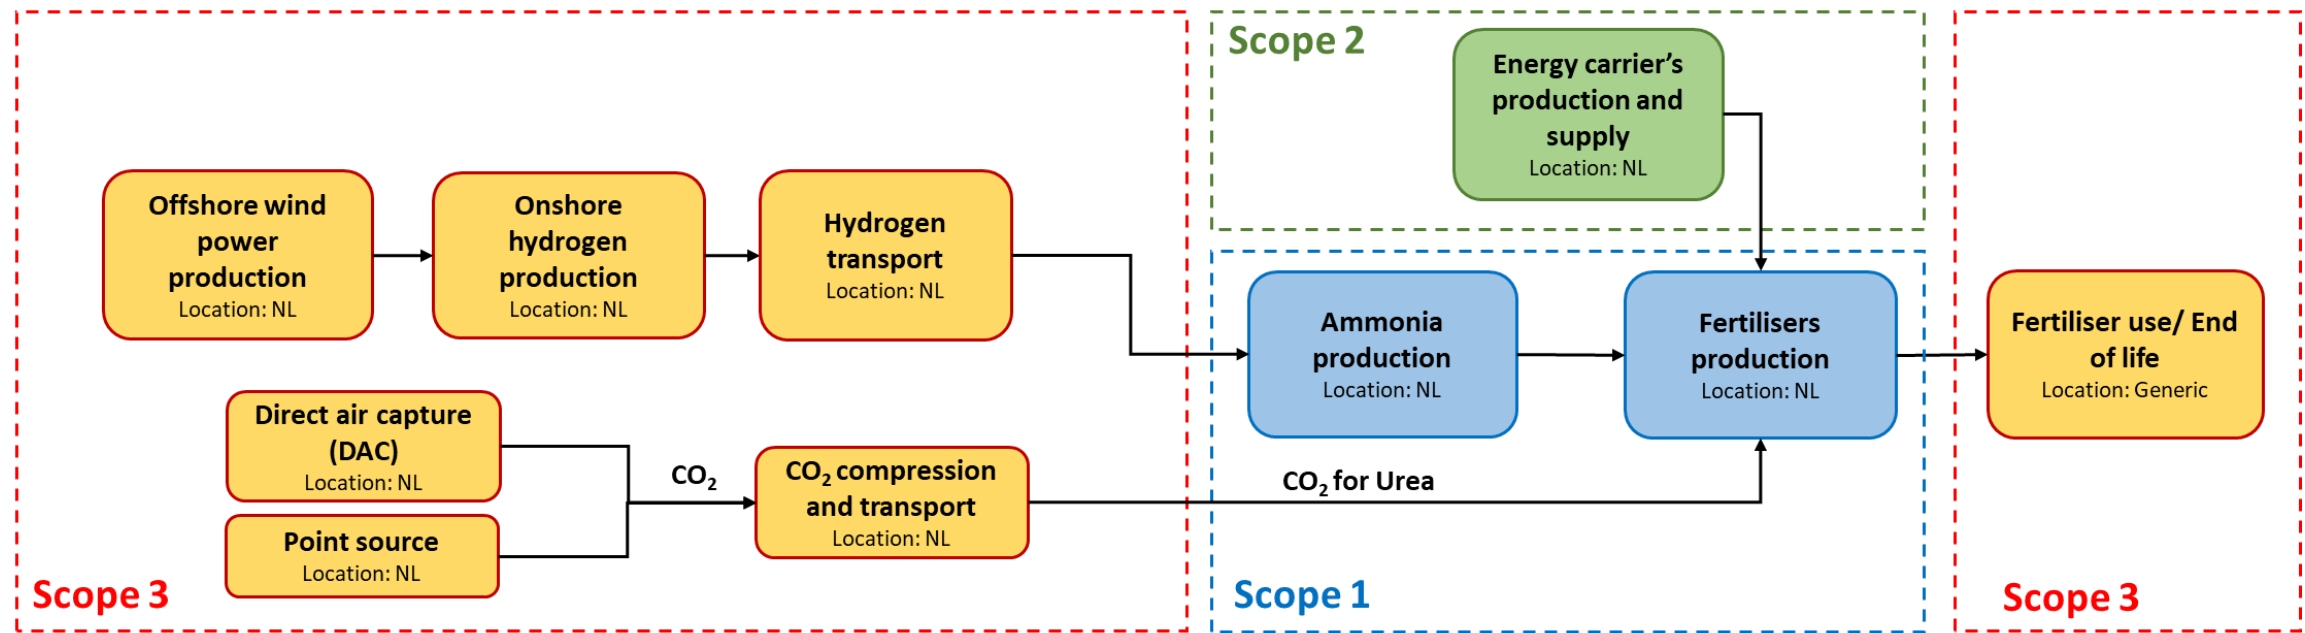 Scope 2
Energy carrier’s
production and
supply
Location: NL
Offshore wind
power
production
Location: NL
Onshore
hydrogen
production
Location: NL
Hydrogen
transport
Location: NL
Ammonia
production
Location: NL
Fertilisers
production
Location: NL
Fertiliser use/ End
of life
Location: Generic
Direct air capture
(DAC)
Location: NL
Point source
Location: NL
CO₂
CO₂ compression
and transport
Location: NL
CO₂ for Urea
Scope 3
Scope 1
Scope 3